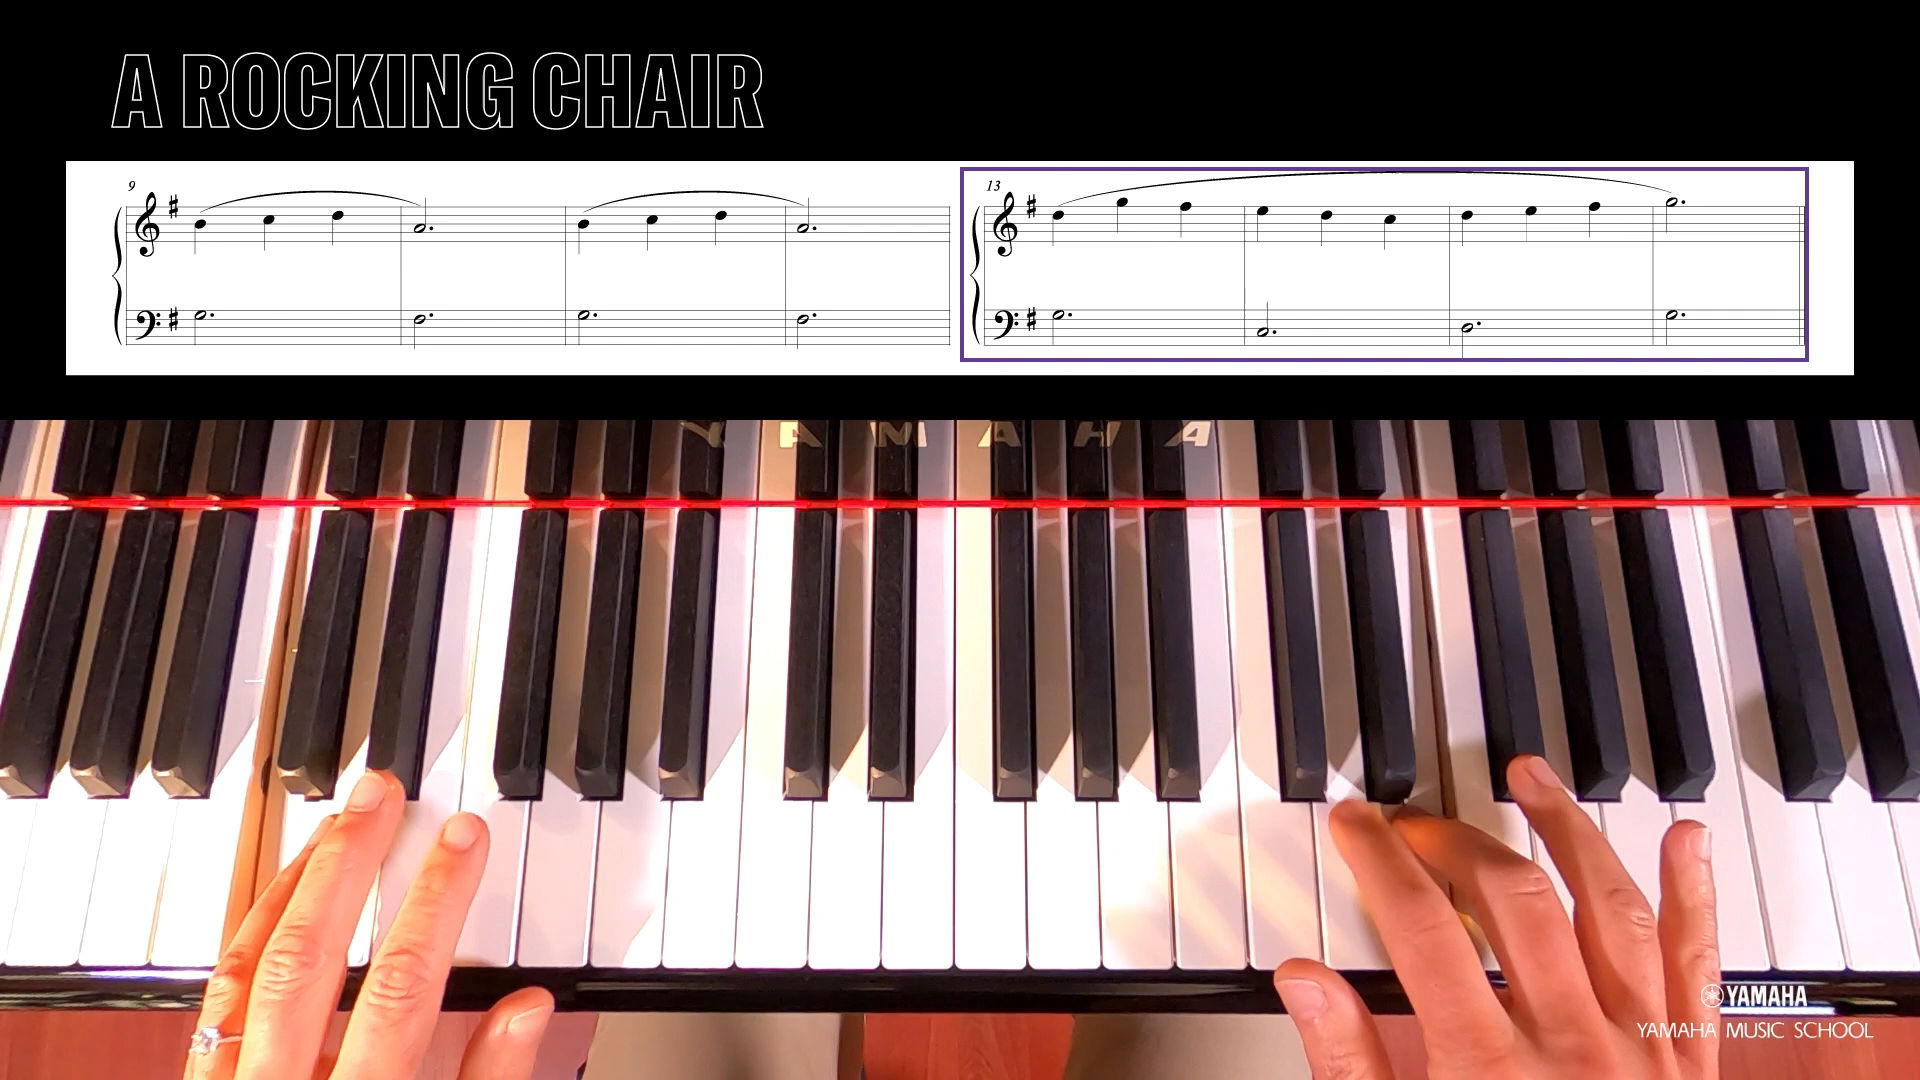 A ROCKING CHAIR
9
13
YAMAHA
YAMAHA
YAMAHA MUSIC SCHOOL